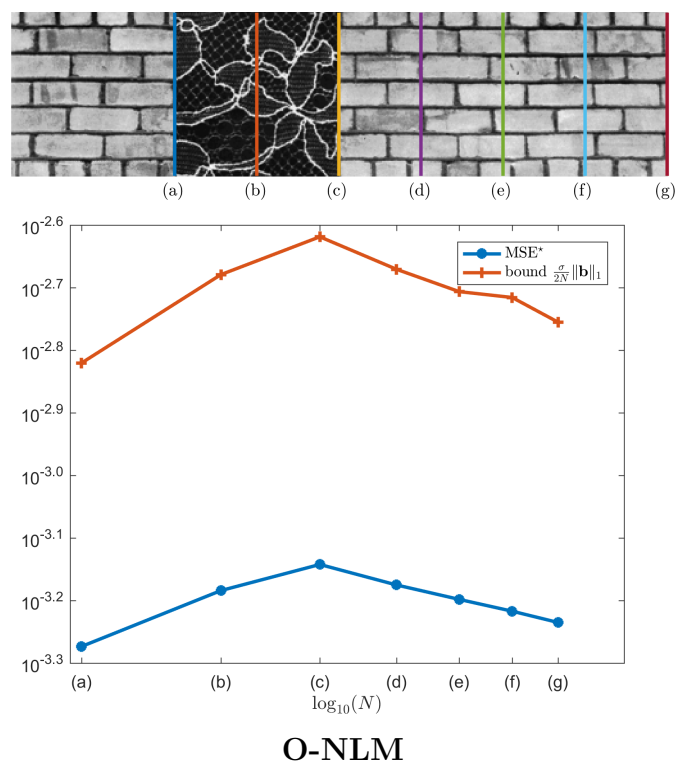 (a) (b) (c) (d) (e) (f) (g)
10^-2.6
MSE⋆
bound σ/2N ‖b‖₁
10^-2.7
10^-2.8
10^-2.9
10^-3.0
10^-3.1
10^-3.2
10^-3.3
(a) (b) (c) (d) (e) (f) (g)
log₁₀(N)
O-NLM